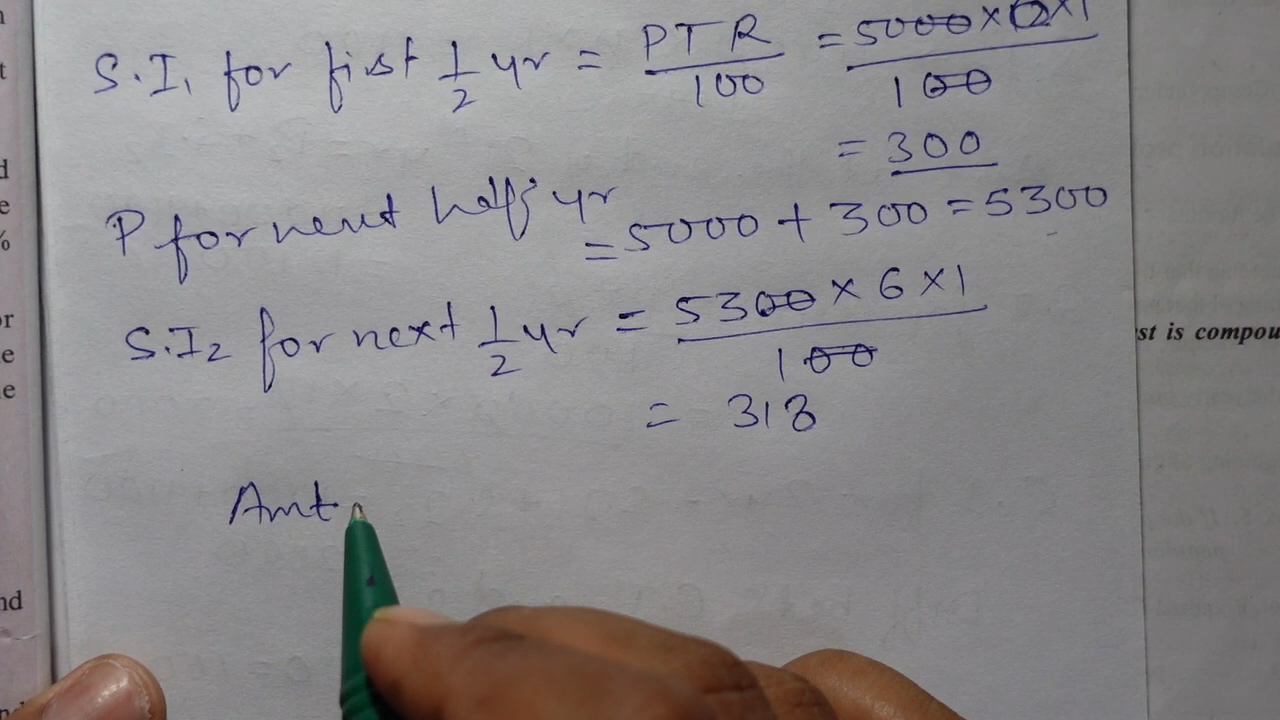 S.I₁ for first 1/2 yr = PTR/100 = 5000×12×1/100
= 300
P for next half yr = 5000 + 300 = 5300
S.I₂ for next 1/2 yr = 5300 × 6 × 1/100
= 318
Amt
st is compou